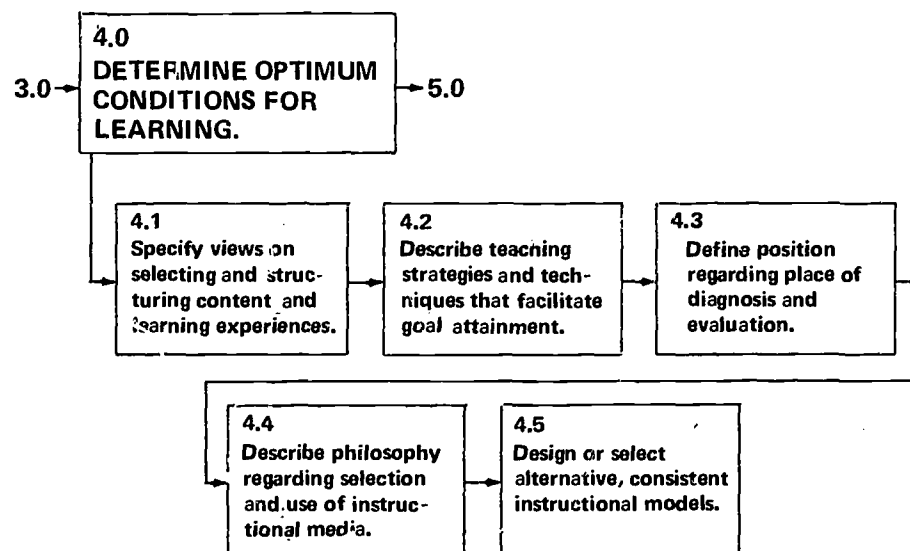 4.0
3.0
DETERMINE OPTIMUM
CONDITIONS FOR
LEARNING.
5.0
4.1
Specify views on
selecting and struc-
turing content and
learning experiences.
4.2
Describe teaching
strategies and tech-
niques that facilitate
goal attainment.
4.3
Define position
regarding place of
diagnosis and
evaluation.
4.4
Describe philosophy
regarding selection
and use of instruc-
tional media.
4.5
Design or select
alternative, consistent
instructional models.